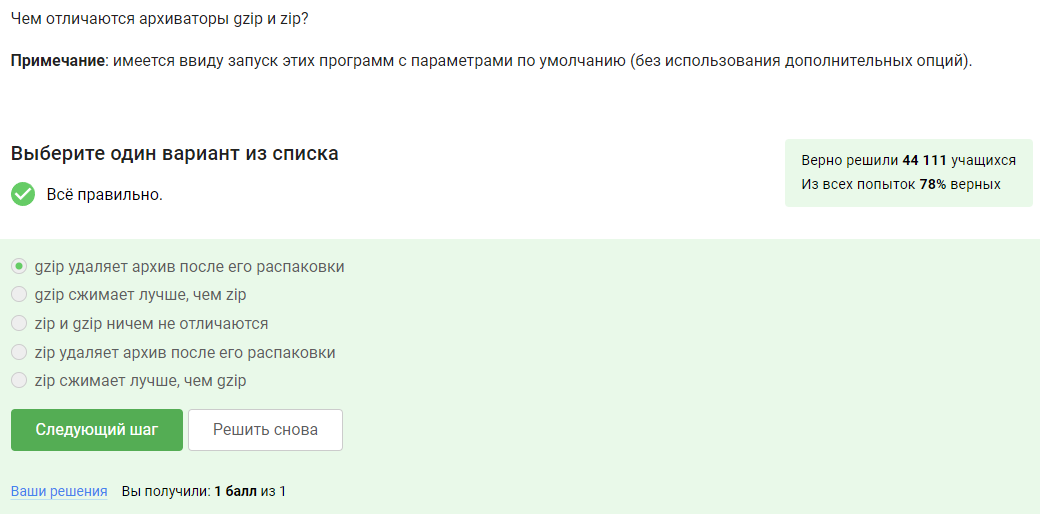 Чем отличаются архиваторы gzip и zip?
Примечание: имеется ввиду запуск этих программ с параметрами по умолчанию (без использования дополнительных опций).
Выберите один вариант из списка
Всё правильно.
Верно решили 44 111 учащихся
Из всех попыток 78% верных
gzip удаляет архив после его распаковки
gzip сжимает лучше, чем zip
zip и gzip ничем не отличаются
zip удаляет архив после его распаковки
zip сжимает лучше, чем gzip
Следующий шаг
Решить снова
Ваши решения Вы получили: 1 балл из 1